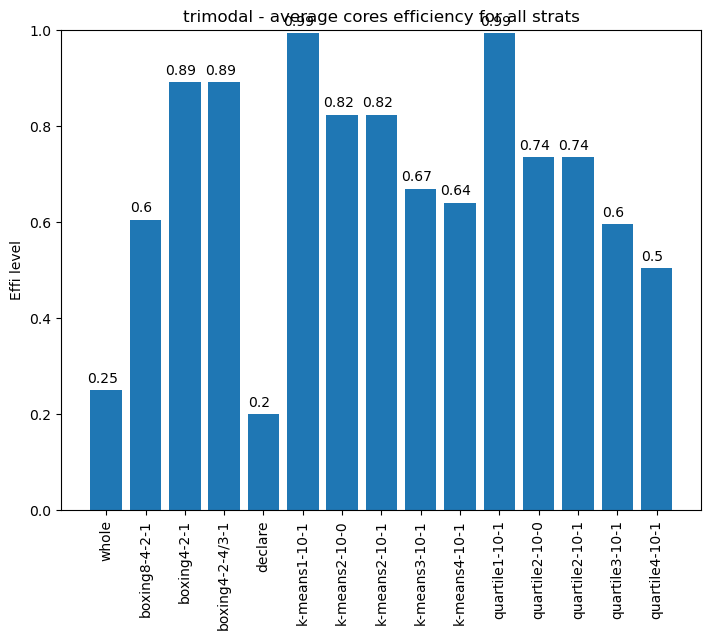 trimodal - average cores efficiency for all strats
0.99
0.99
1.0
0.89
0.89
0.82
0.82
0.8
0.74
0.74
0.67
0.64
0.6
0.6
0.6
0.5
0.4
0.25
0.2
0.2
0.0
Effi level
whole
boxing8-4-2-1
boxing4-2-1
boxing4-2-4/3-1
declare
k-means1-10-1
k-means2-10-0
k-means2-10-1
k-means3-10-1
k-means4-10-1
quartile1-10-1
quartile2-10-0
quartile2-10-1
quartile3-10-1
quartile4-10-1